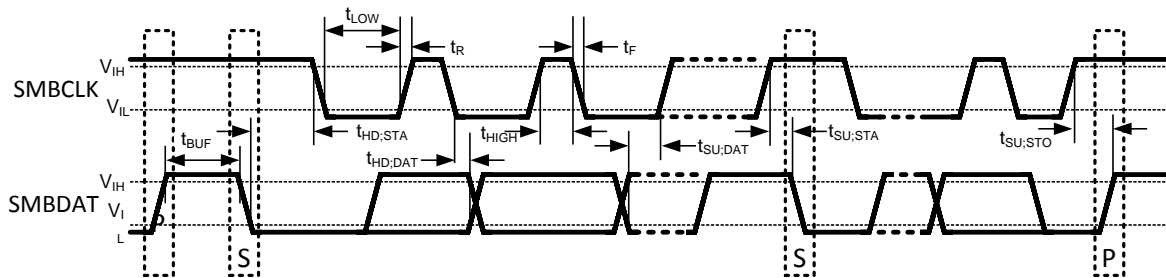 tLOW
tR
tF
VIH
SMBCLK
VIL
tBUF
tHD;STA
tHIGH
tSU;DAT
tSU;STA
tSU;STO
tHD;DAT
VIH
SMBDAT
VI
L
P
S
S
P